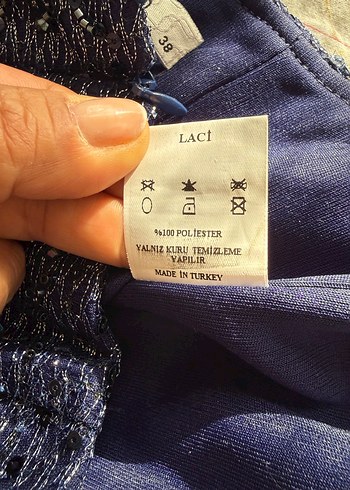 38
LACİ
%100 POLİESTER
YALNIZ KURU TEMİZLEME
YAPILIR
MADE IN TURKEY